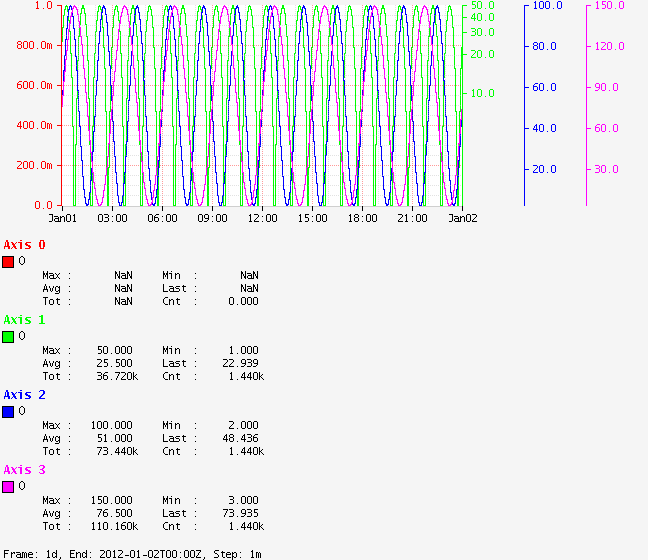 1.0 50.0 100.0 150.0
40.0
800.0m 30.0 80.0 120.0
20.0
600.0m 60.0 90.0
10.0
400.0m 40.0 60.0
200.0m 20.0 30.0
0.0
Jan01 03:00 06:00 09:00 12:00 15:00 18:00 21:00 Jan02
Axis 0
0
Max : NaN Min : NaN
Avg : NaN Last : NaN
Tot : NaN Cnt : 0.000
Axis 1
0
Max : 50.000 Min : 1.000
Avg : 25.500 Last : 22.939
Tot : 36.720k Cnt : 1.440k
Axis 2
0
Max : 100.000 Min : 2.000
Avg : 51.000 Last : 48.436
Tot : 73.440k Cnt : 1.440k
Axis 3
0
Max : 150.000 Min : 3.000
Avg : 76.500 Last : 73.935
Tot : 110.160k Cnt : 1.440k
Frame: 1d, End: 2012-01-02T00:00Z, Step: 1m